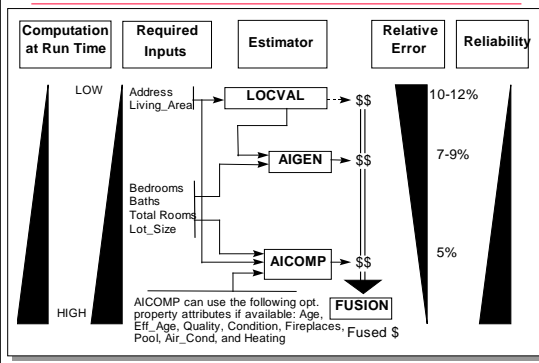 Computation
at Run Time
Required
Inputs
Estimator
Relative
Error
Reliability
LOW
Address
Living_Area
LOCVAL
$$
10-12%
AIGEN
$$
7-9%
Bedrooms
Baths
Total Rooms
Lot_Size
AICOMP
$$
5%
HIGH
AICOMP can use the following opt.
property attributes if available: Age,
Eff_Age, Quality, Condition, Fireplaces,
Pool, Air_Cond, and Heating
FUSION
Fused $